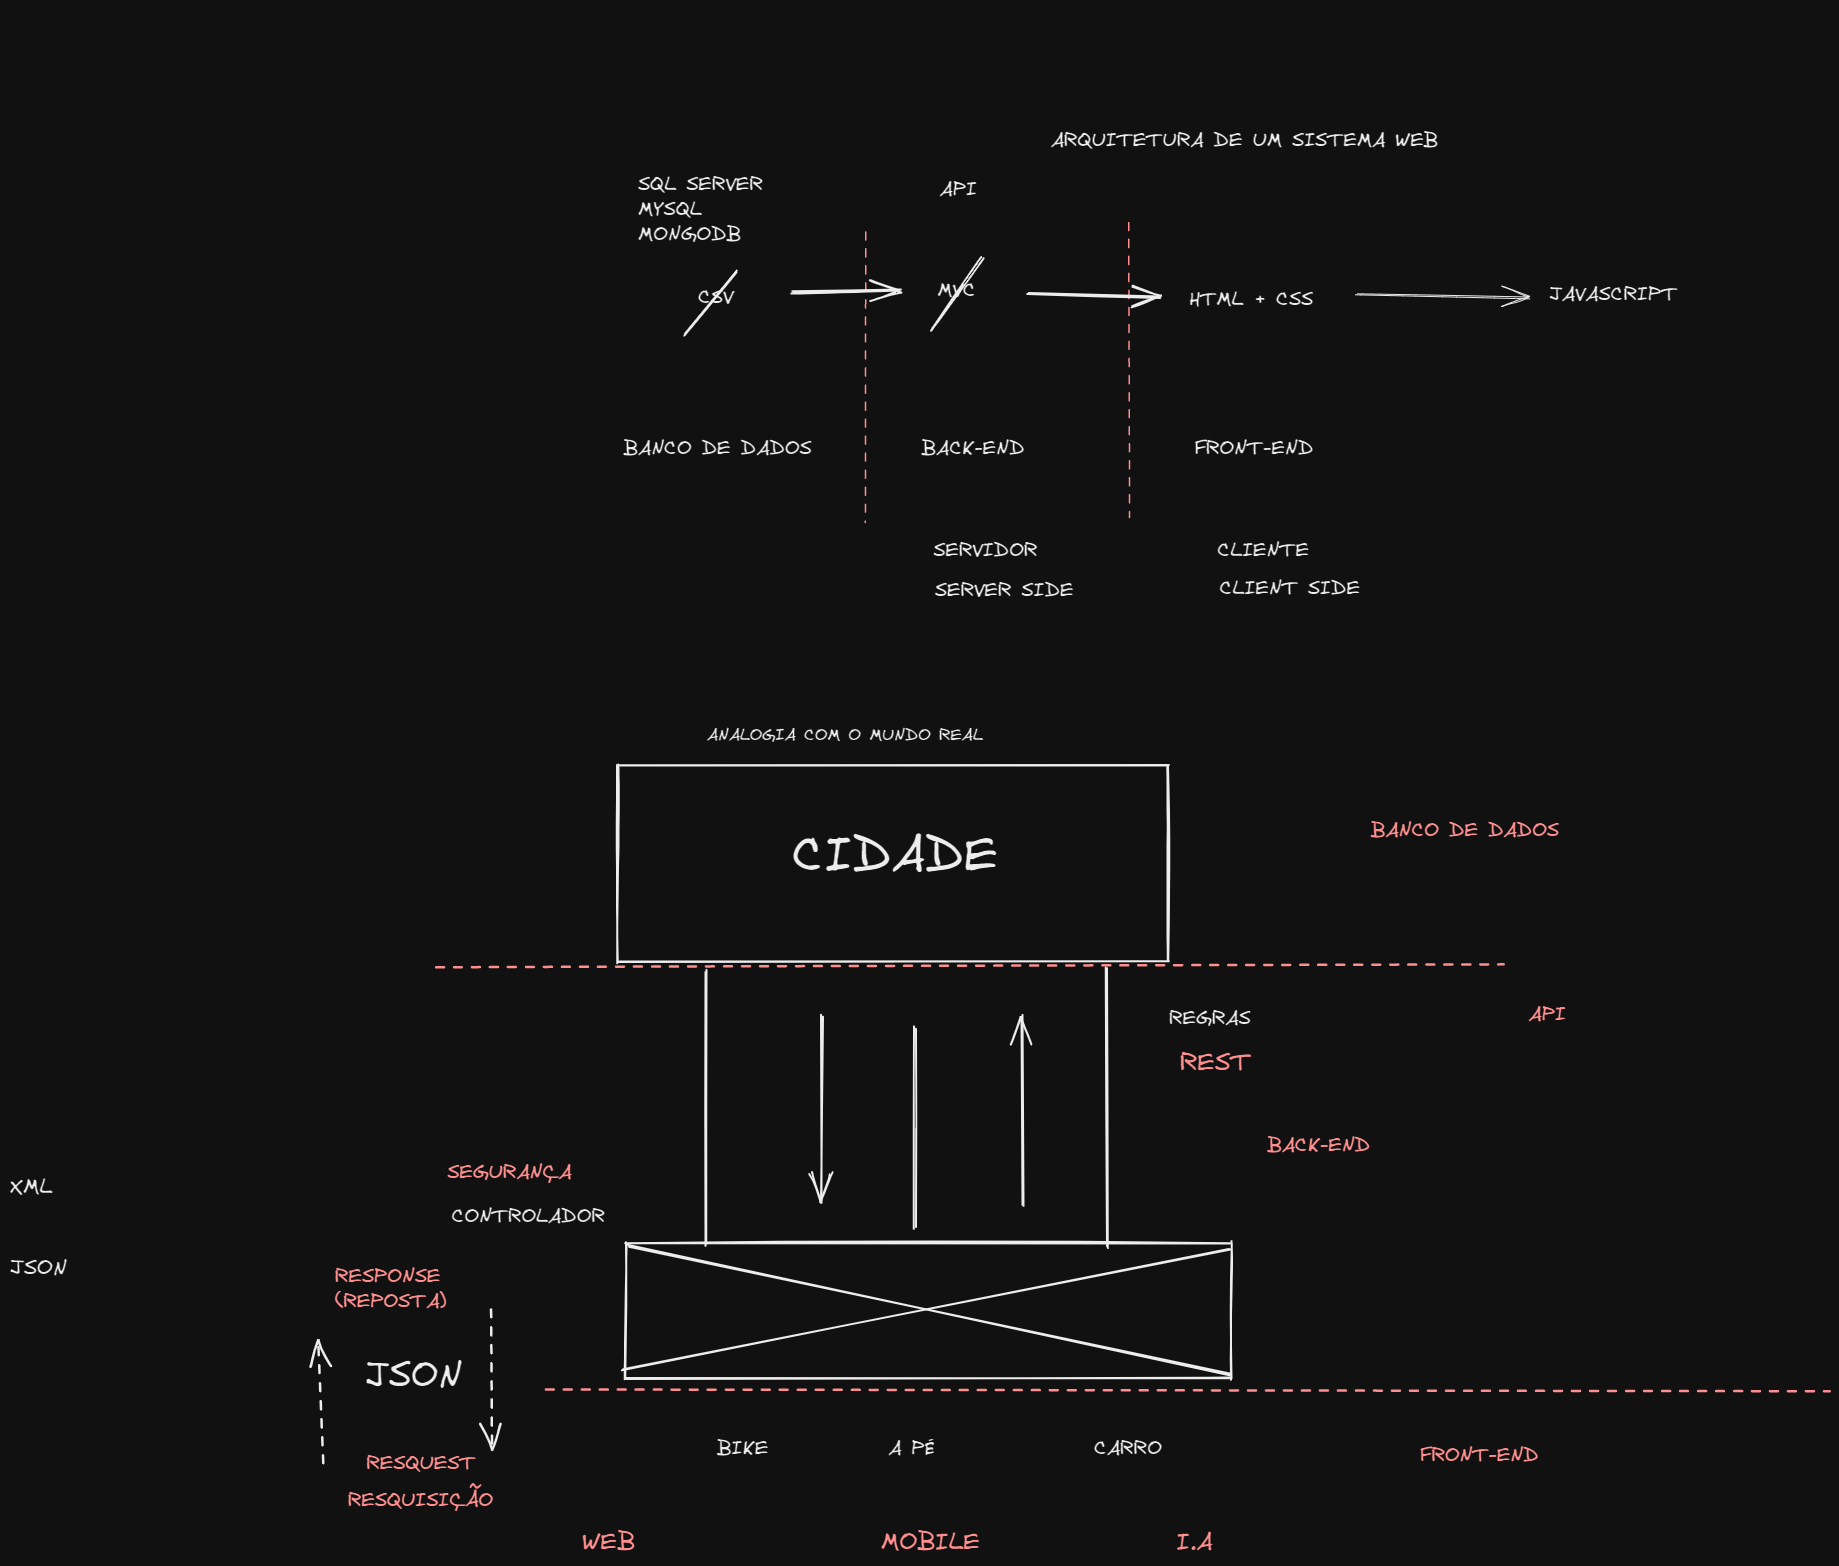 ARQUITETURA DE UM SISTEMA WEB
SQL SERVER
MYSQL
MONGODB
API
CSV
MVC
HTML + CSS
JAVASCRIPT
BANCO DE DADOS
BACK-END
FRONT-END
SERVIDOR
CLIENTE
SERVER SIDE
CLIENT SIDE
ANALOGIA COM O MUNDO REAL
CIDADE
BANCO DE DADOS
REGRAS
API
REST
BACK-END
SEGURANÇA
XML
CONTROLADOR
JSON
RESPONSE
(REPOSTA)
JSON
RESQUEST
RESQUISIÇÃO
BIKE
A PÉ
CARRO
FRONT-END
WEB
MOBILE
I.A